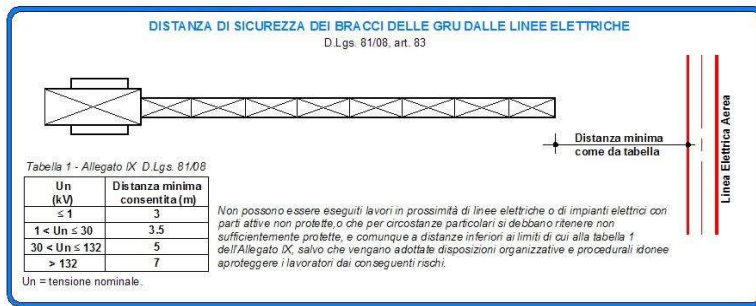 DISTANZA DI SICUREZZA DEI BRACCI DELLE GRU DALLE LINEE ELETTRICHE
D.Lgs. 81/08, art. 83
Distanza minima
come da tabella
Linea Elettrica Aerea
Tabella 1 - Allegato IX D.Lgs. 81/08
Un
(kV)
Distanza minima
consentita (m)
≤ 1
3
1 < Un ≤ 30
3.5
30 < Un ≤ 132
5
> 132
7
Un = tensione nominale.
Non possono essere eseguiti lavori in prossimità di linee elettriche o di impianti elettrici con
parti attive non protette,o che per circostanze particolari si debbano ritenere non
sufficientemente protette, e comunque a distanze inferiori ai limiti di cui alla tabella 1
dell'Allegato IX, salvo che vengano adottate disposizioni organizzative e procedurali idonee
aproteggere i lavoratori dai conseguenti rischi.